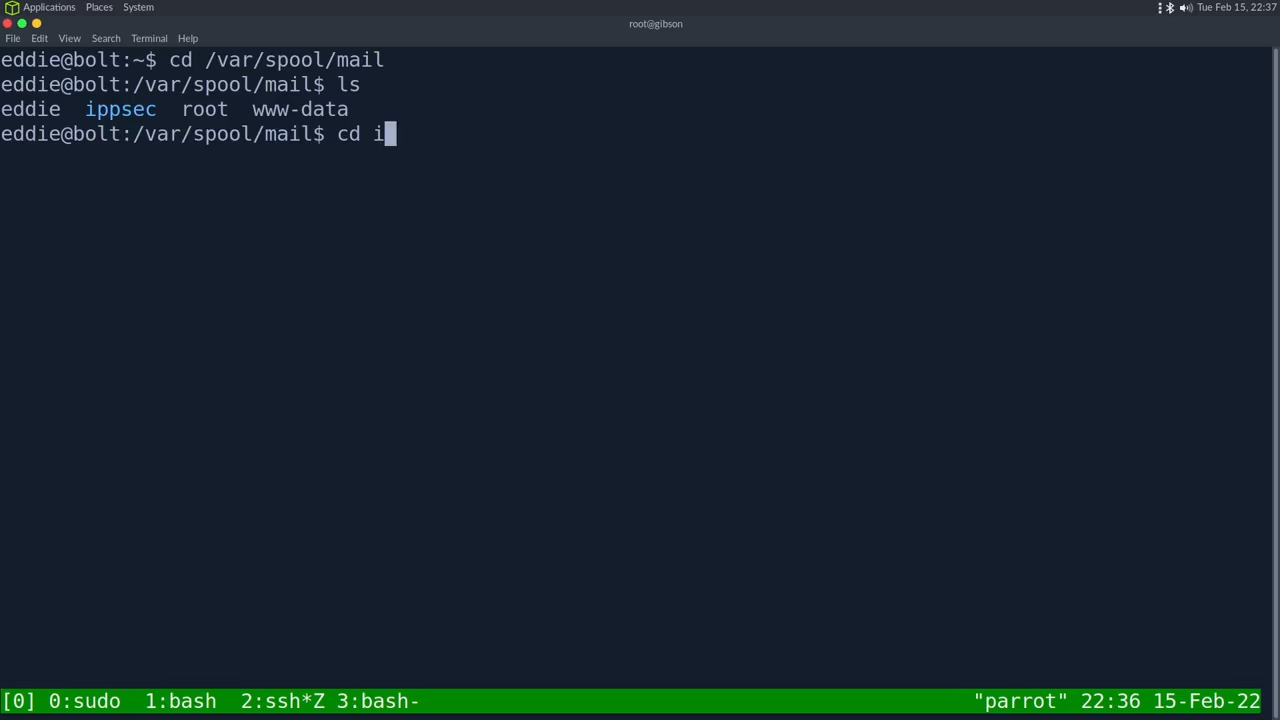 Applications Places System Tue Feb 15, 22:37
root@gibson
File Edit View Search Terminal Help
eddie@bolt:~$ cd /var/spool/mail
eddie@bolt:/var/spool/mail$ ls
eddie  ippsec  root  www-data
eddie@bolt:/var/spool/mail$ cd i
[0] 0:sudo  1:bash  2:ssh*Z 3:bash- "parrot" 22:36 15-Feb-22